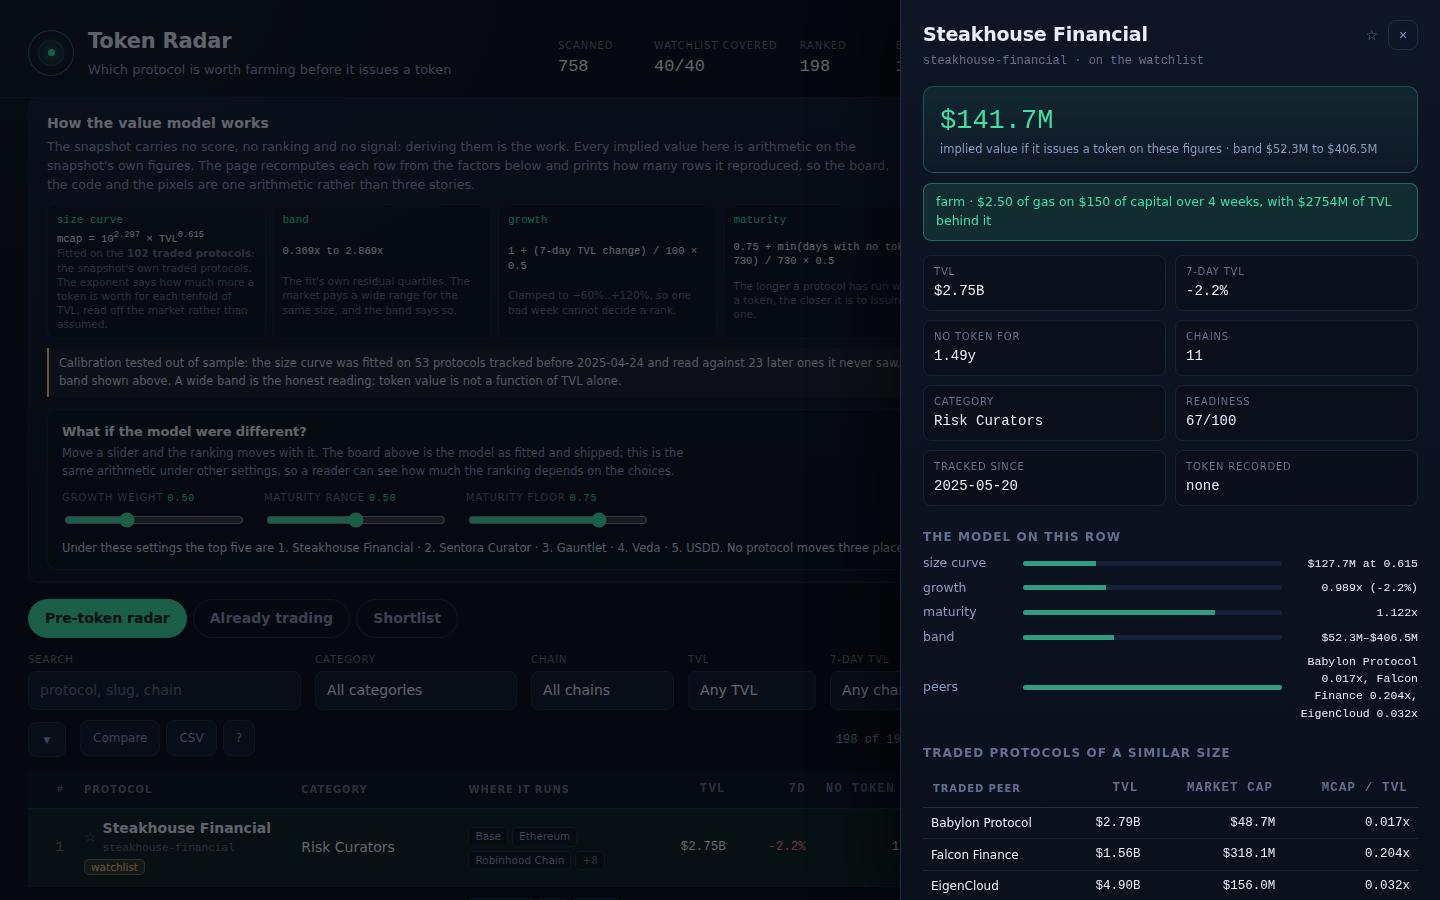 Token Radar
Which protocol is worth farming before it issues a token
SCANNED
758
WATCHLIST COVERED
40/40
RANKED
198
How the value model works
The snapshot carries no score, no ranking and no signal: deriving them is the work. Every implied value here is arithmetic on the
snapshot's own figures. The page recomputes each row from the factors below and prints how many rows it reproduced, so the board,
the code and the pixels are one arithmetic rather than three stories.
size curve
mcap = 10^2.297 × TVL^0.615
Fitted on the 102 traded protocols:
the snapshot's own traded protocols.
The exponent says how much more a
token is worth for each tenfold of
TVL, read off the market rather than
assumed.
band
0.369x to 2.869x
The fit's own residual quartiles. The
market pays a wide range for the
same size, and the band says so.
growth
1 + (7-day TVL change) / 100 ×
0.5
Clamped to −60%..+120%, so one
bad week cannot decide a rank.
maturity
0.75 + min(days with no tok
730) / 730 × 0.5
The longer a protocol has run w
a token, the closer it is to issuin
one.
Calibration tested out of sample: the size curve was fitted on 53 protocols tracked before 2025-04-24 and read against 23 later ones it never saw.
band shown above. A wide band is the honest reading: token value is not a function of TVL alone.
What if the model were different?
Move a slider and the ranking moves with it. The board above is the model as fitted and shipped; this is the
same arithmetic under other settings, so a reader can see how much the ranking depends on the choices.
GROWTH WEIGHT 0.50
MATURITY RANGE 0.50
MATURITY FLOOR 0.75
Under these settings the top five are 1. Steakhouse Financial · 2. Sentora Curator · 3. Gauntlet · 4. Veda · 5. USDD. No protocol moves three place
Pre-token radar
Already trading
Shortlist
SEARCH
CATEGORY
CHAIN
TVL
7-DAY TVL
protocol, slug, chain
All categories
All chains
Any TVL
Any cha
▼
Compare
CSV
?
198 of 19
# PROTOCOL CATEGORY WHERE IT RUNS TVL 7D NO TOKEN
1
☆ Steakhouse Financial
steakhouse-financial
watchlist
Risk Curators
Base Ethereum
Robinhood Chain +8
$2.75B
-2.2%
1
Steakhouse Financial
☆ ×
steakhouse-financial · on the watchlist
$141.7M
implied value if it issues a token on these figures · band $52.3M to $406.5M
farm · $2.50 of gas on $150 of capital over 4 weeks, with $2754M of TVL
behind it
TVL
$2.75B
7-DAY TVL
-2.2%
NO TOKEN FOR
1.49y
CHAINS
11
CATEGORY
Risk Curators
READINESS
67/100
TRACKED SINCE
2025-05-20
TOKEN RECORDED
none
THE MODEL ON THIS ROW
size curve $127.7M at 0.615
growth 0.989x (-2.2%)
maturity 1.122x
band $52.3M–$406.5M
peers
Babylon Protocol
0.017x, Falcon
Finance 0.204x,
EigenCloud 0.032x
TRADED PROTOCOLS OF A SIMILAR SIZE
TRADED PEER TVL MARKET CAP MCAP / TVL
Babylon Protocol $2.79B $48.7M 0.017x
Falcon Finance $1.56B $318.1M 0.204x
EigenCloud $4.90B $156.0M 0.032x